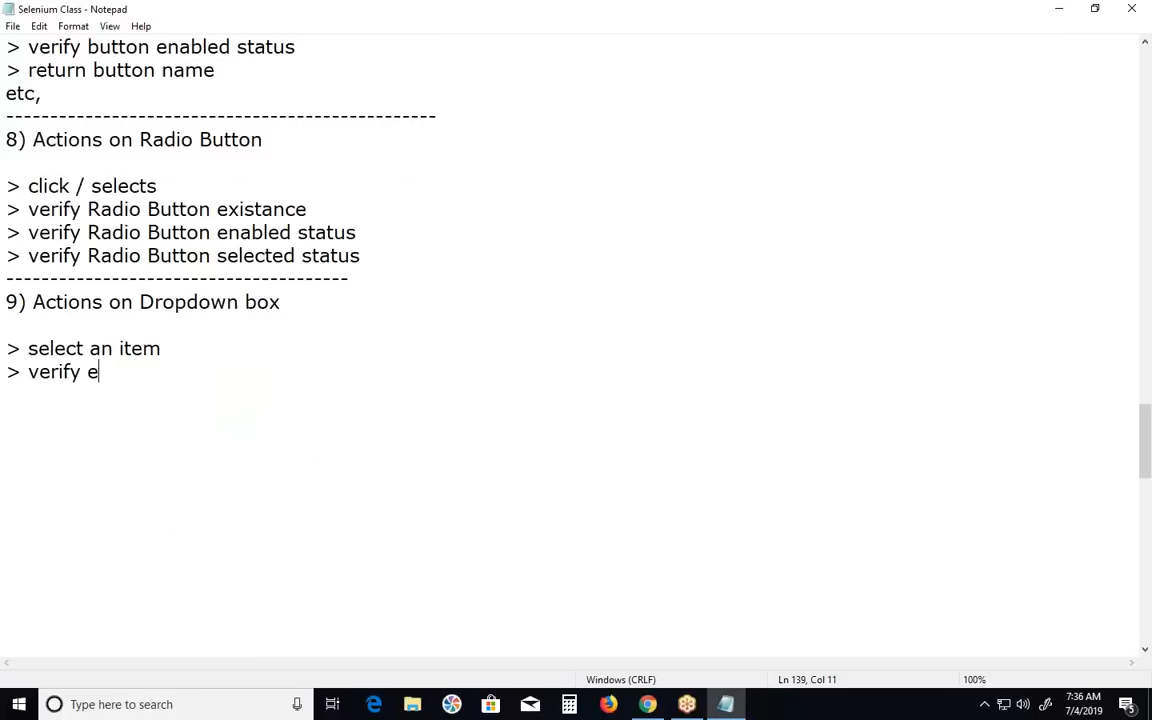 Selenium Class - Notepad
File Edit Format View Help
> verify button enabled status
> return button name
etc,
-------------------------------------------------
8) Actions on Radio Button
> click / selects
> verify Radio Button existance
> verify Radio Button enabled status
> verify Radio Button selected status
---------------------------------------
9) Actions on Dropdown box
> select an item
> verify e
Windows (CRLF) Ln 139, Col 11 100%
Type here to search
7:36 AM
7/4/2019
5